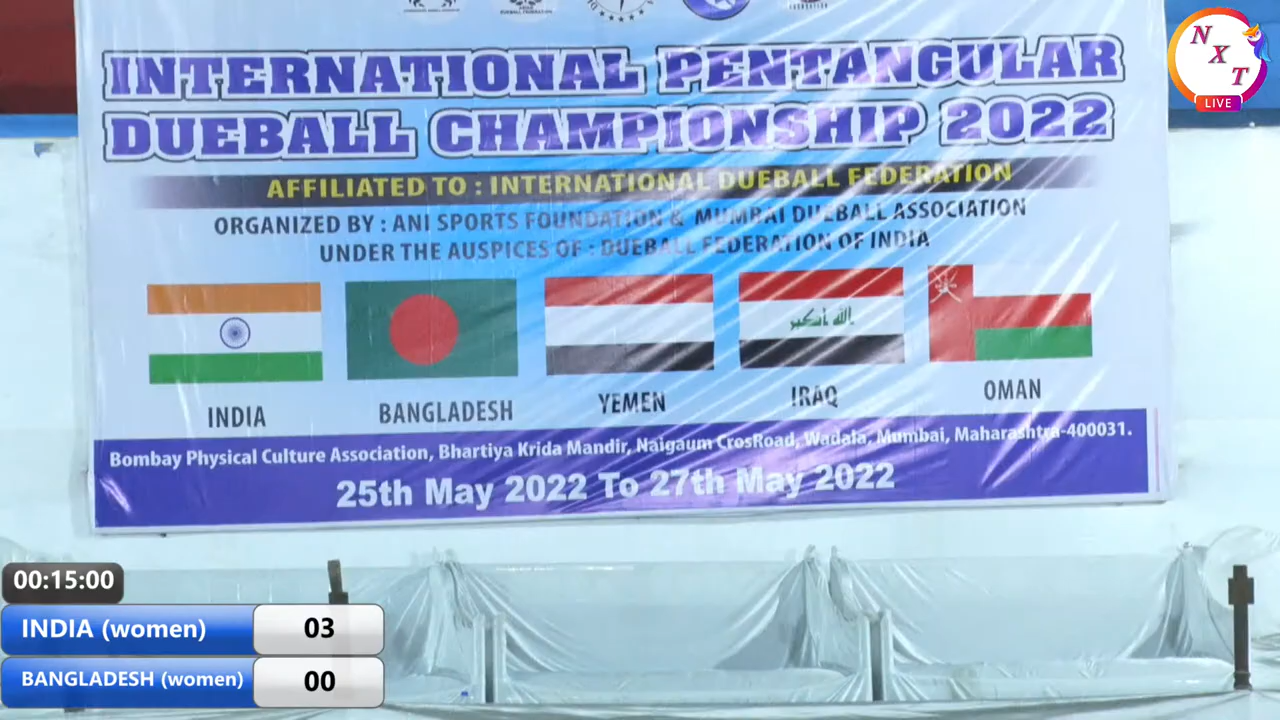 INTERNATIONAL PENTANGULAR
DUEBALL CHAMPIONSHIP 2022
AFFILIATED TO : INTERNATIONAL DUEBALL FEDERATION
ORGANIZED BY : ANI SPORTS FOUNDATION & MUMBAI DUEBALL ASSOCIATION
UNDER THE AUSPICES OF : DUEBALL FEDERATION OF INDIA
الله أكبر
INDIA
BANGLADESH
YEMEN
IRAQ
OMAN
Bombay Physical Culture Association, Bhartiya Krida Mandir, Naigaum CrosRoad, Wadala, Mumbai, Maharashtra-400031.
25th May 2022 To 27th May 2022
NXT
LIVE
00:15:00
INDIA (women) 03
BANGLADESH (women) 00